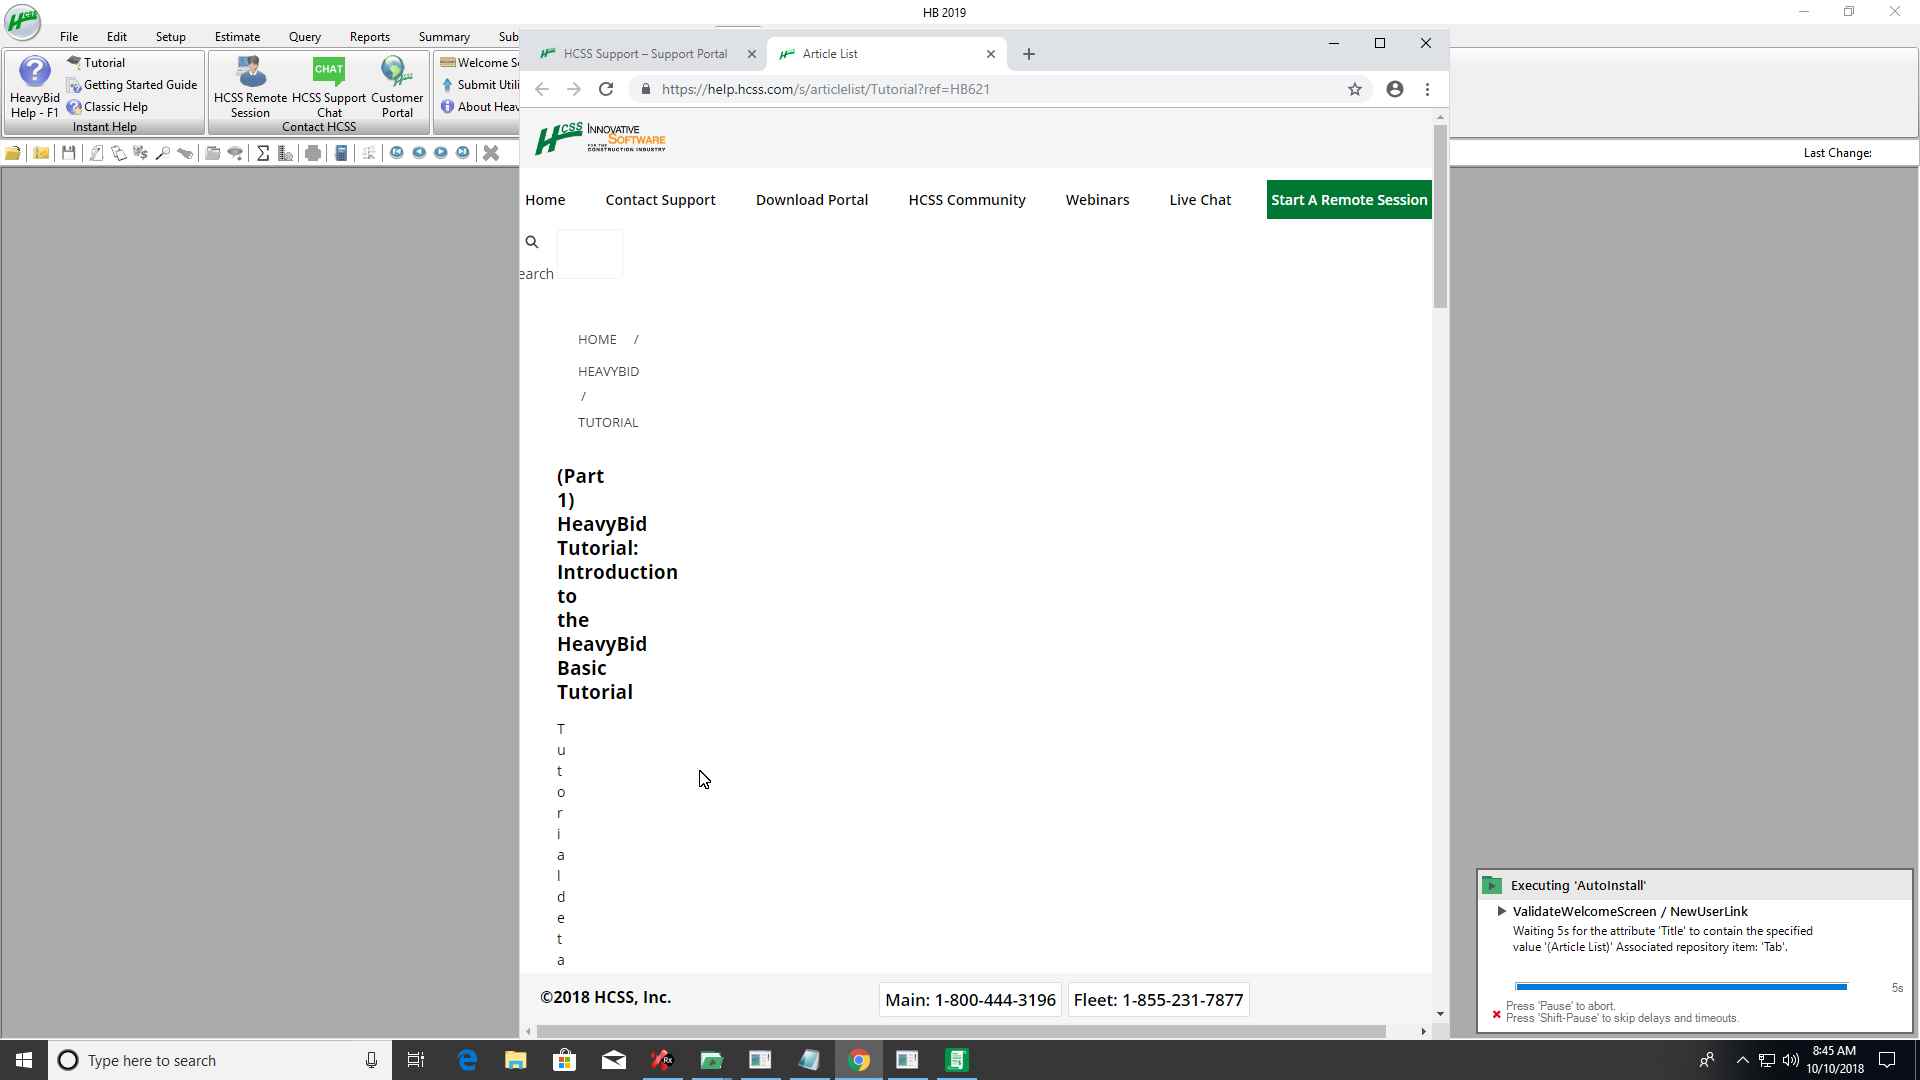 HB 2019
File Edit Setup Estimate Query Reports Summary Sub
HeavyBid
Help - F1
Tutorial
Getting Started Guide
Classic Help
Instant Help
HCSS Remote
Session
CHAT
HCSS Support
Chat
Customer
Portal
Contact HCSS
Welcome S
Submit Utili
About Heav
Last Change:
HCSS Support – Support Portal
Article List
https://help.hcss.com/s/articlelist/Tutorial?ref=HB621
HCSS INNOVATIVE
SOFTWARE
FOR THE
CONSTRUCTION INDUSTRY
Home Contact Support Download Portal HCSS Community Webinars Live Chat Start A Remote Session
earch
HOME /
HEAVYBID
/
TUTORIAL
(Part
1)
HeavyBid
Tutorial:
Introduction
to
the
HeavyBid
Basic
Tutorial
T
u
t
o
r
i
a
l
d
e
t
a
©2018 HCSS, Inc.
Main: 1-800-444-3196 Fleet: 1-855-231-7877
Executing 'AutoInstall'
ValidateWelcomeScreen / NewUserLink
Waiting 5s for the attribute 'Title' to contain the specified
value '(Article List)' Associated repository item: 'Tab'.
5s
Press 'Pause' to abort.
Press 'Shift-Pause' to skip delays and timeouts.
Type here to search
Rx
8:45 AM
10/10/2018